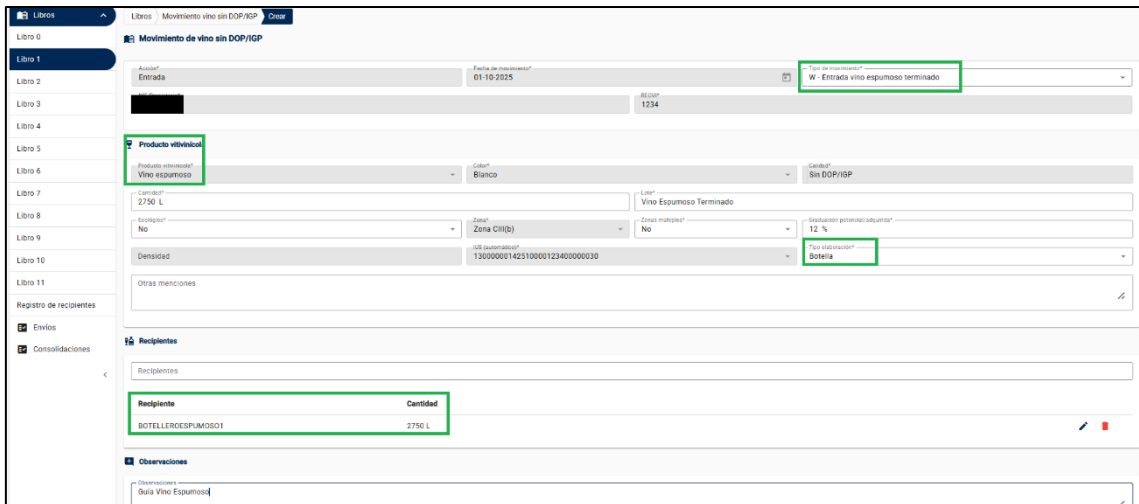 Libros
Libros Movimiento vino sin DOP/IGP Crear
Libro 0
Movimiento de vino sin DOP/IGP
Libro 1
Acción*
Fecha de movimiento*
Tipo de movimiento*
Entrada
01-10-2025
W - Entrada vino espumoso terminado
Libro 2
Libro 3
REOVI*
1234
Libro 4
Libro 5
Producto vitivinícola
Libro 6
Producto vitivinícola*
Color*
Calidad*
Vino espumoso
Blanco
Sin DOP/IGP
Libro 7
Cantidad*
Lote*
2750 L
Vino Espumoso Terminado
Libro 8
Ecológico*
Zona*
Zonas múltiples*
Graduación potencial/adquirida*
No
Zona CIII(b)
No
12 %
Libro 9
Libro 10
Densidad
IUS (automático)*
Tipo elaboración*
Botella
Libro 11
Otras menciones
Registro de recipientes
Envíos
Recipientes
Consolidaciones
Recipientes
Recipiente
Cantidad
BOTELLEROESPUMOSO1
2750 L
Observaciones
Observaciones
Guía Vino Espumoso